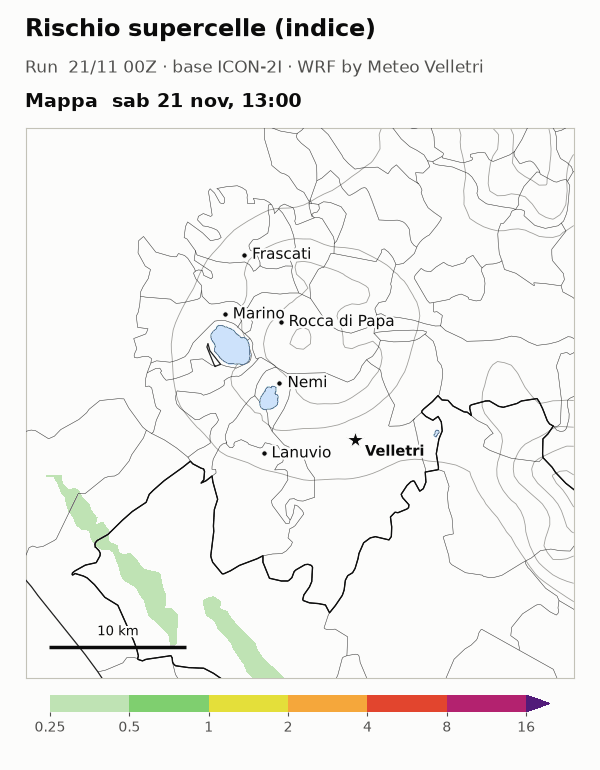 Rischio supercelle (indice)
Run  21/11 00Z · base ICON-2I · WRF by Meteo Velletri
Mappa  sab 21 nov, 13:00
Frascati
Marino
Rocca di Papa
Nemi
Velletri
Lanuvio
10 km
0.25 0.5 1 2 4 8 16